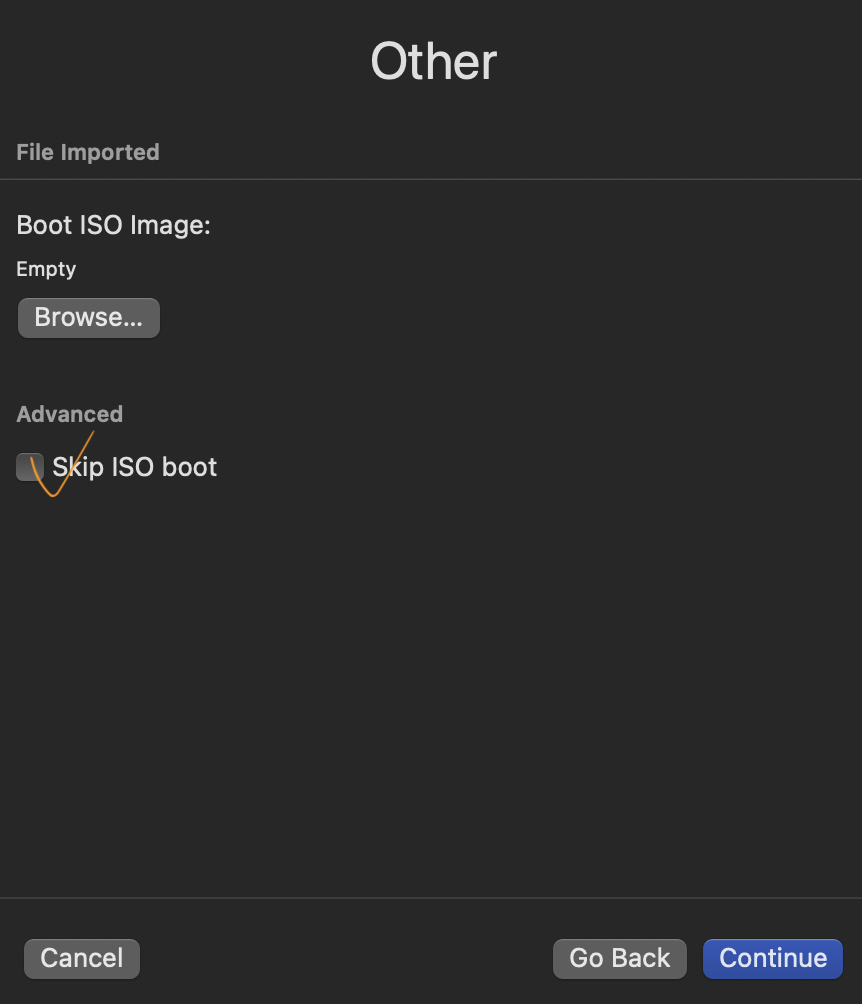 Other
File Imported
Boot ISO Image:
Empty
Browse...
Advanced
Skip ISO boot
Cancel
Go Back
Continue